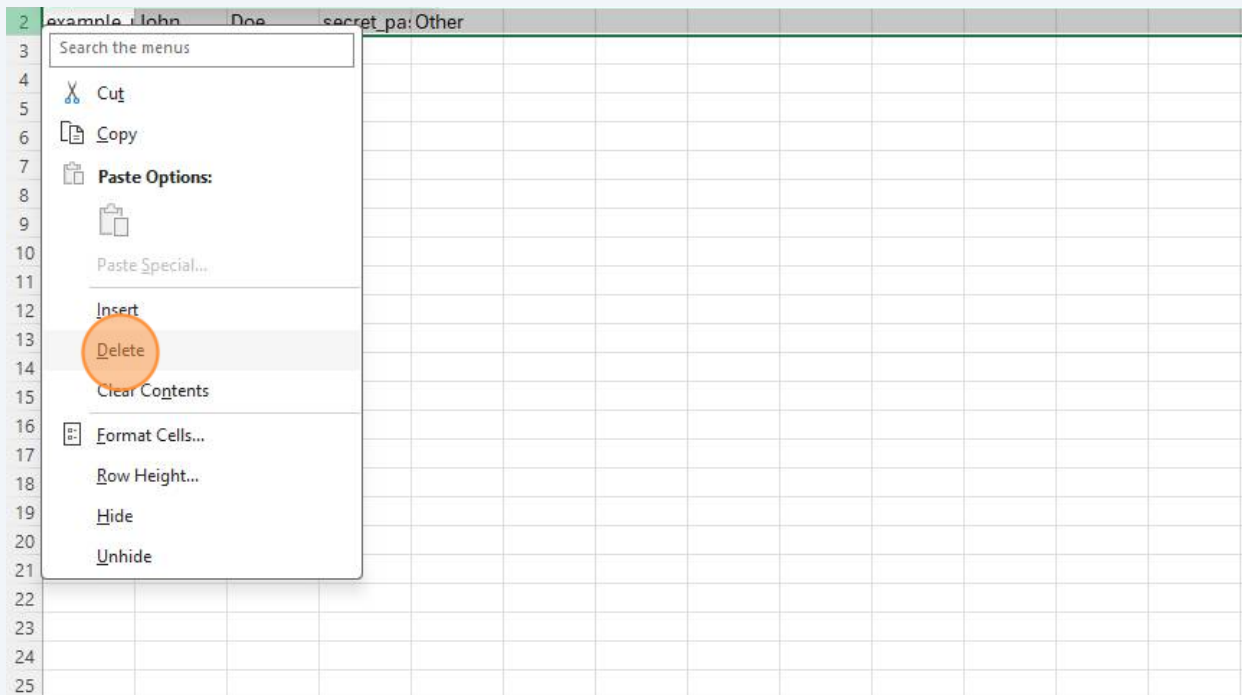 2 John Doe secret_pa Other
3 Search the menus
4 Cut
5
6 Copy
7 Paste Options:
8
9
10 Paste Special...
11
12 Insert
13 Delete
14
15 Clear Contents
16 Format Cells...
17
18 Row Height...
19 Hide
20 Unhide
21
22
23
24
25